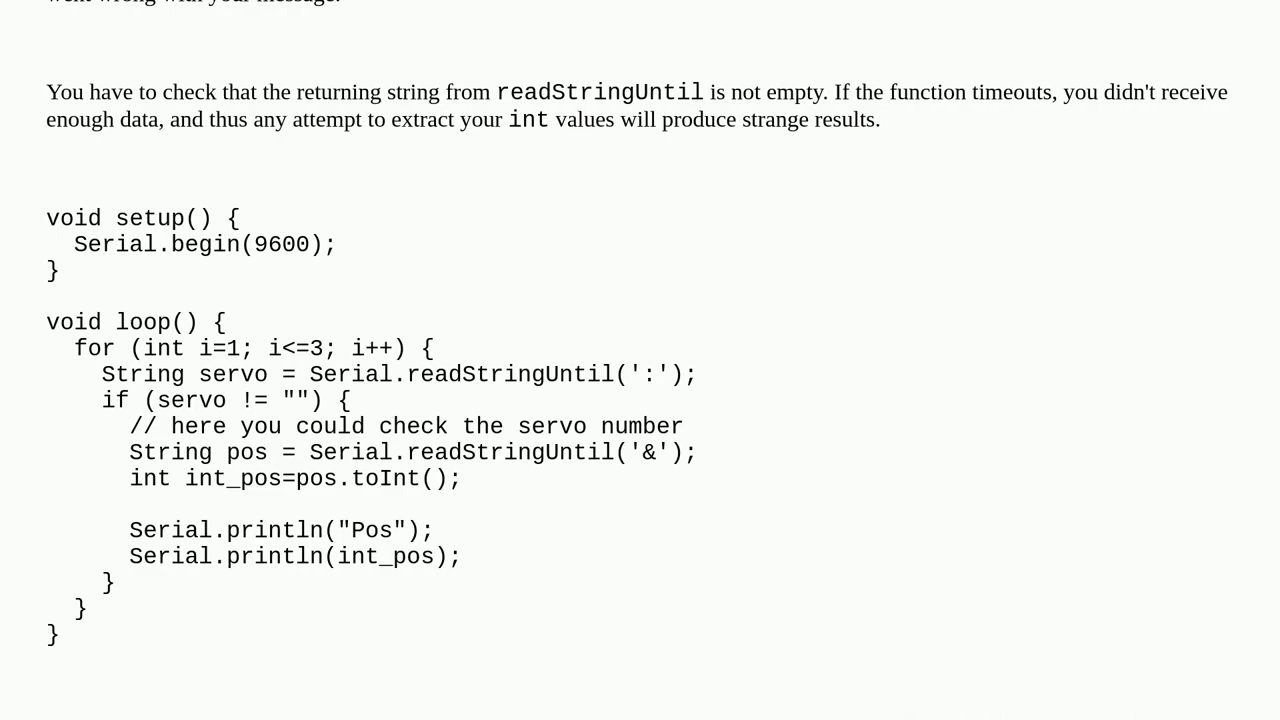 You have to check that the returning string from readStringUntil is not empty. If the function timeouts, you didn't receive
enough data, and thus any attempt to extract your int values will produce strange results.
void setup() {
  Serial.begin(9600);
}
void loop() {
  for (int i=1; i<=3; i++) {
    String servo = Serial.readStringUntil(':');
    if (servo != "") {
      // here you could check the servo number
      String pos = Serial.readStringUntil('&');
      int int_pos=pos.toInt();
      Serial.println("Pos");
      Serial.println(int_pos);
    }
  }
}